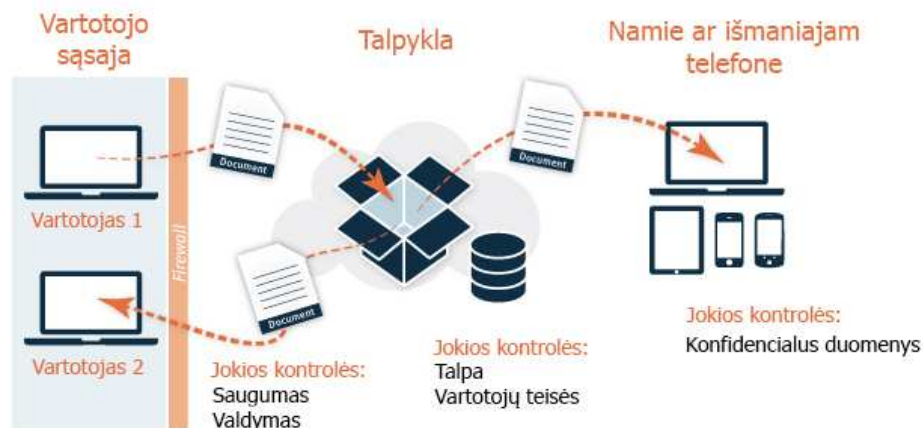 Vartotojo
sąsaja
Talpykla
Namie ar išmaniajam
telefone
Document
Document
Vartotojas 1
Firewall
Document
Vartotojas 2
Jokios kontrolės:
Saugumas
Valdymas
Jokios kontrolės:
Talpa
Vartotojų teisės
Jokios kontrolės:
Konfidencialus duomenys